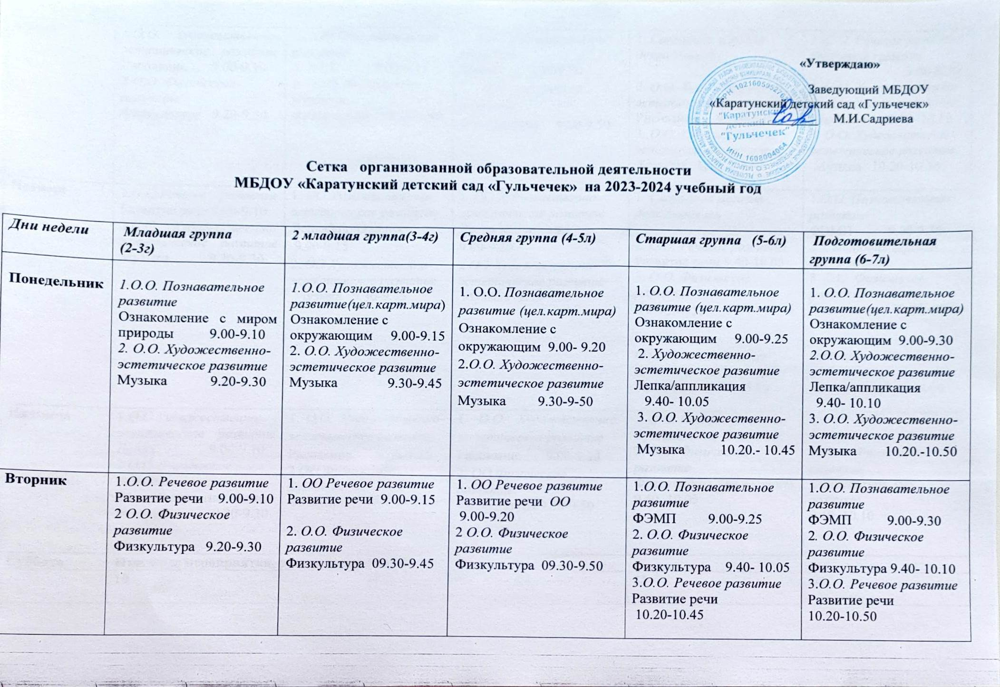 «Утверждаю»
Заведующий МБДОУ
«Каратунский детский сад «Гульчечек»
М.И.Садриева
"Каратунский
детский с
"Гульчечек"
ИНН 1608004064
Сетка организованной образовательной деятельности
МБДОУ «Каратунский детский сад «Гульчечек» на 2023-2024 учебный год
Дни недели
Младшая группа
(2-3г)
2 младшая группа(3-4г)
Средняя группа (4-5л)
Старшая группа (5-6л)
Подготовительная
группа (6-7л)
Понедельник
1.О.О. Познавательное
развитие
Ознакомление с миром
природы 9.00-9.10
2. О.О. Художественно-
эстетическое развитие
Музыка 9.20-9.30
1.О.О. Познавательное
развитие(цел.карт.мира)
Ознакомление с
окружающим 9.00-9.15
2. О.О. Художественно-
эстетическое развитие
Музыка 9.30-9.45
1. О.О. Познавательное
развитие (цел.карт.мира)
Ознакомление с
окружающим 9.00- 9.20
2.О.О. Художественно-
эстетическое развитие
Музыка 9.30-9-50
1. О.О. Познавательное
развитие (цел.карт.мира)
Ознакомление с
окружающим 9.00-9.25
2. Художественно-
эстетическое развитие
Лепка/аппликация
9.40- 10.05
3. О.О. Художественно-
эстетическое развитие
Музыка 10.20.- 10.45
1. О.О. Познавательное
развитие(цел.карт.мира)
Ознакомление с
окружающим 9.00-9.30
2.О.О. Художественно-
эстетическое развитие
Лепка/аппликация
9.40- 10.10
3. О.О. Художественно-
эстетическое развитие
Музыка 10.20.-10.50
Вторник
1.О.О. Речевое развитие
Развитие речи 9.00-9.10
2 О.О. Физическое
развитие
Физкультура 9.20-9.30
1. ОО Речевое развитие
Развитие речи 9.00-9.15
2. О.О. Физическое
развитие
Физкультура 09.30-9.45
1. ОО Речевое развитие
Развитие речи ОО
9.00-9.20
2 О.О. Физическое
развитие
Физкультура 09.30-9.50
1.О.О. Познавательное
развитие
ФЭМП 9.00-9.25
2. О.О. Физическое
развитие
Физкультура 9.40- 10.05
3.О.О. Речевое развитие
Развитие речи
10.20-10.45
1.О.О. Познавательное
развитие
ФЭМП 9.00-9.30
2. О.О. Физическое
развитие
Физкультура 9.40- 10.10
3.О.О. Речевое развитие
Развитие речи
10.20-10.50